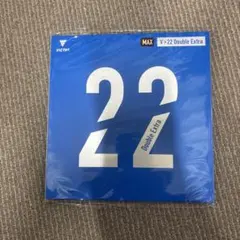 VICTAS
MAX V>22 Double Extra
22
Double Extra